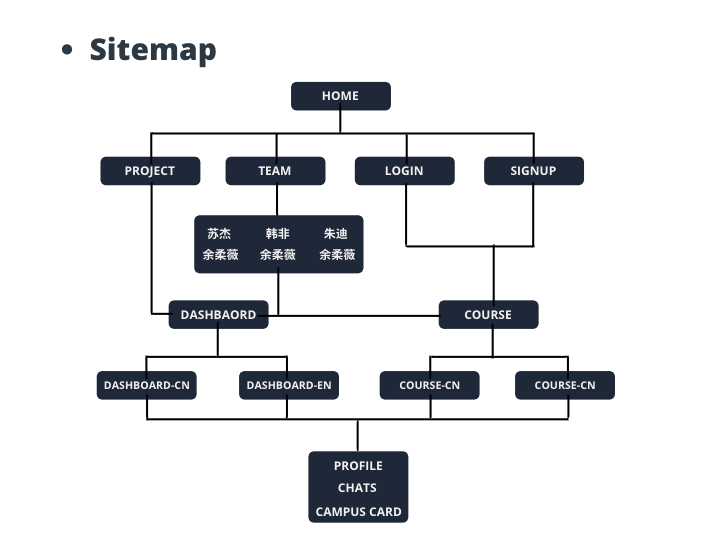 • Sitemap
HOME
PROJECT TEAM LOGIN SIGNUP
苏杰 韩非 朱迪
余柔薇 余柔薇 余柔薇
DASHBAORD COURSE
DASHBOARD-CN DASHBOARD-EN COURSE-CN COURSE-CN
PROFILE
CHATS
CAMPUS CARD